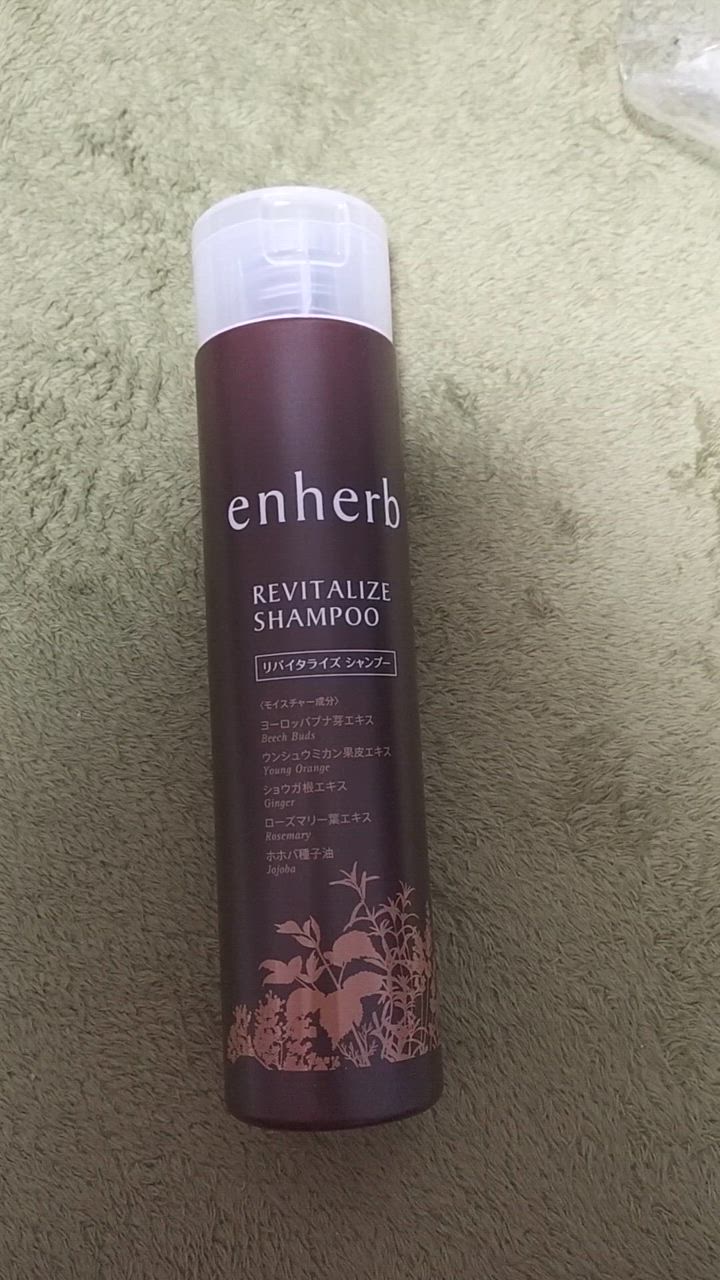 enherb
REVITALIZE
SHAMPOO
リバイタライズ シャンプー
〈モイスチャー成分〉
ヨーロッパブナ芽エキス
Beech Buds
ウンシュウミカン果皮エキス
Young Orange
ショウガ根エキス
Ginger
ローズマリー葉エキス
Rosemary
ホホバ種子油
Jojoba